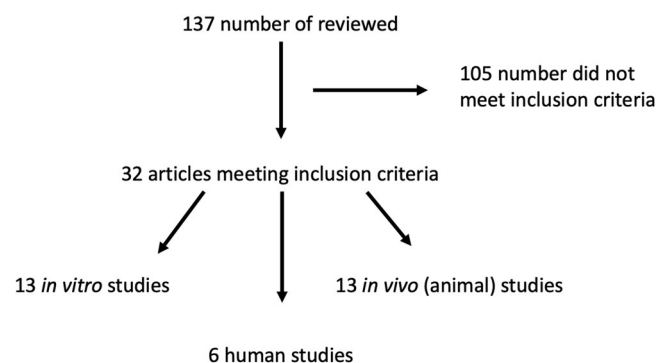 137 number of reviewed
105 number did not
meet inclusion criteria
32 articles meeting inclusion criteria
13 in vitro studies
13 in vivo (animal) studies
6 human studies